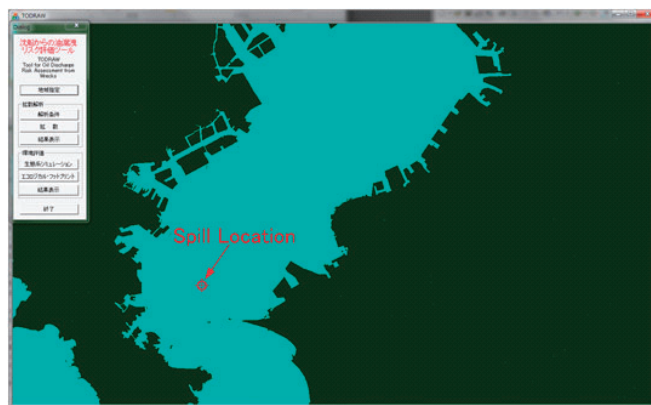 TODRAW
Dialog
沈船からの油漏洩
リスク評価ツール
TODRAW
Tool for Oil Discharge
Risk Assessment from
Wrecks
地域指定
拡散解析
解析条件
拡　散
結果表示
環境評価
生態系シミュレーション
エコロジカル・フットプリント
結果表示
終了
Spill Location